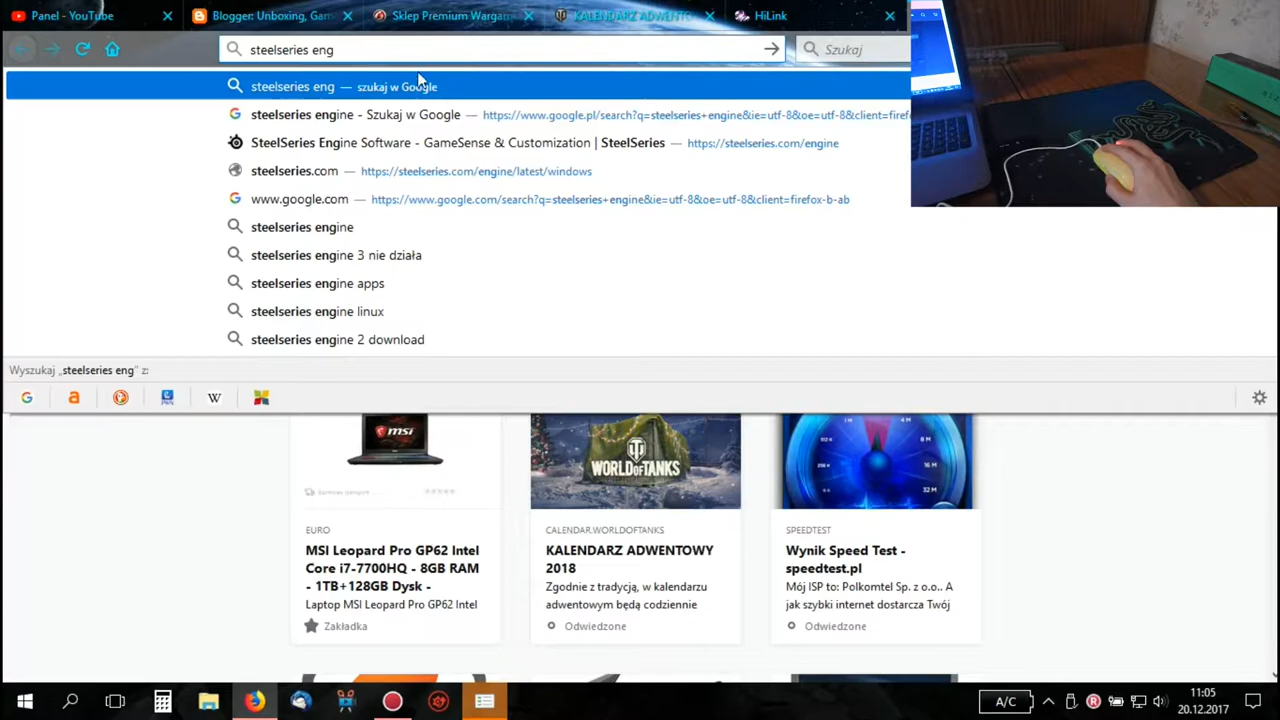 Panel - YouTube
Blogger: Unboxing, Gam
Sklep Premium Wargam
KALENDARZ ADWENTO
HiLink
steelseries eng
Szukaj
steelseries eng — szukaj w Google
steelseries engine - Szukaj w Google — https://www.google.pl/search?q=steelseries+engine&ie=utf-8&oe=utf-8&client=firef
SteelSeries Engine Software - GameSense & Customization | SteelSeries — https://steelseries.com/engine
steelseries.com — https://steelseries.com/engine/latest/windows
www.google.com — https://www.google.com/search?q=steelseries+engine&ie=utf-8&oe=utf-8&client=firefox-b-ab
steelseries engine
steelseries engine 3 nie działa
steelseries engine apps
steelseries engine linux
steelseries engine 2 download
Wyszukaj „steelseries eng" z:
msi
WORLD OF TANKS
4 M
8 M
16 M
32 M
EURO
MSI Leopard Pro GP62 Intel
Core i7-7700HQ - 8GB RAM
- 1TB+128GB Dysk -
Laptop MSI Leopard Pro GP62 Intel
Zakładka
CALENDAR.WORLDOFTANKS
KALENDARZ ADWENTOWY
2018
Zgodnie z tradycją, w kalendarzu
adwentowym będą codziennie
Odwiedzone
SPEEDTEST
Wynik Speed Test -
speedtest.pl
Mój ISP to: Polkomtel Sp. z o.o.. A
jak szybki internet dostarcza Twój
Odwiedzone
A/C
11:05
20.12.2017